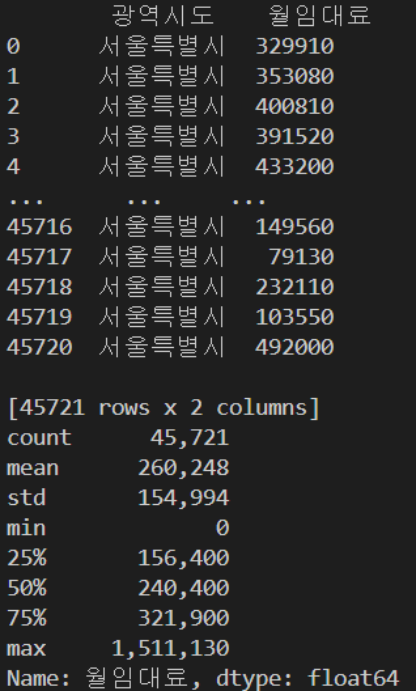 광역시도 월임대료
0 서울특별시 329910
1 서울특별시 353080
2 서울특별시 400810
3 서울특별시 391520
4 서울특별시 433200
... ... ...
45716 서울특별시 149560
45717 서울특별시 79130
45718 서울특별시 232110
45719 서울특별시 103550
45720 서울특별시 492000
[45721 rows x 2 columns]
count 45,721
mean 260,248
std 154,994
min 0
25% 156,400
50% 240,400
75% 321,900
max 1,511,130
Name: 월임대료, dtype: float64